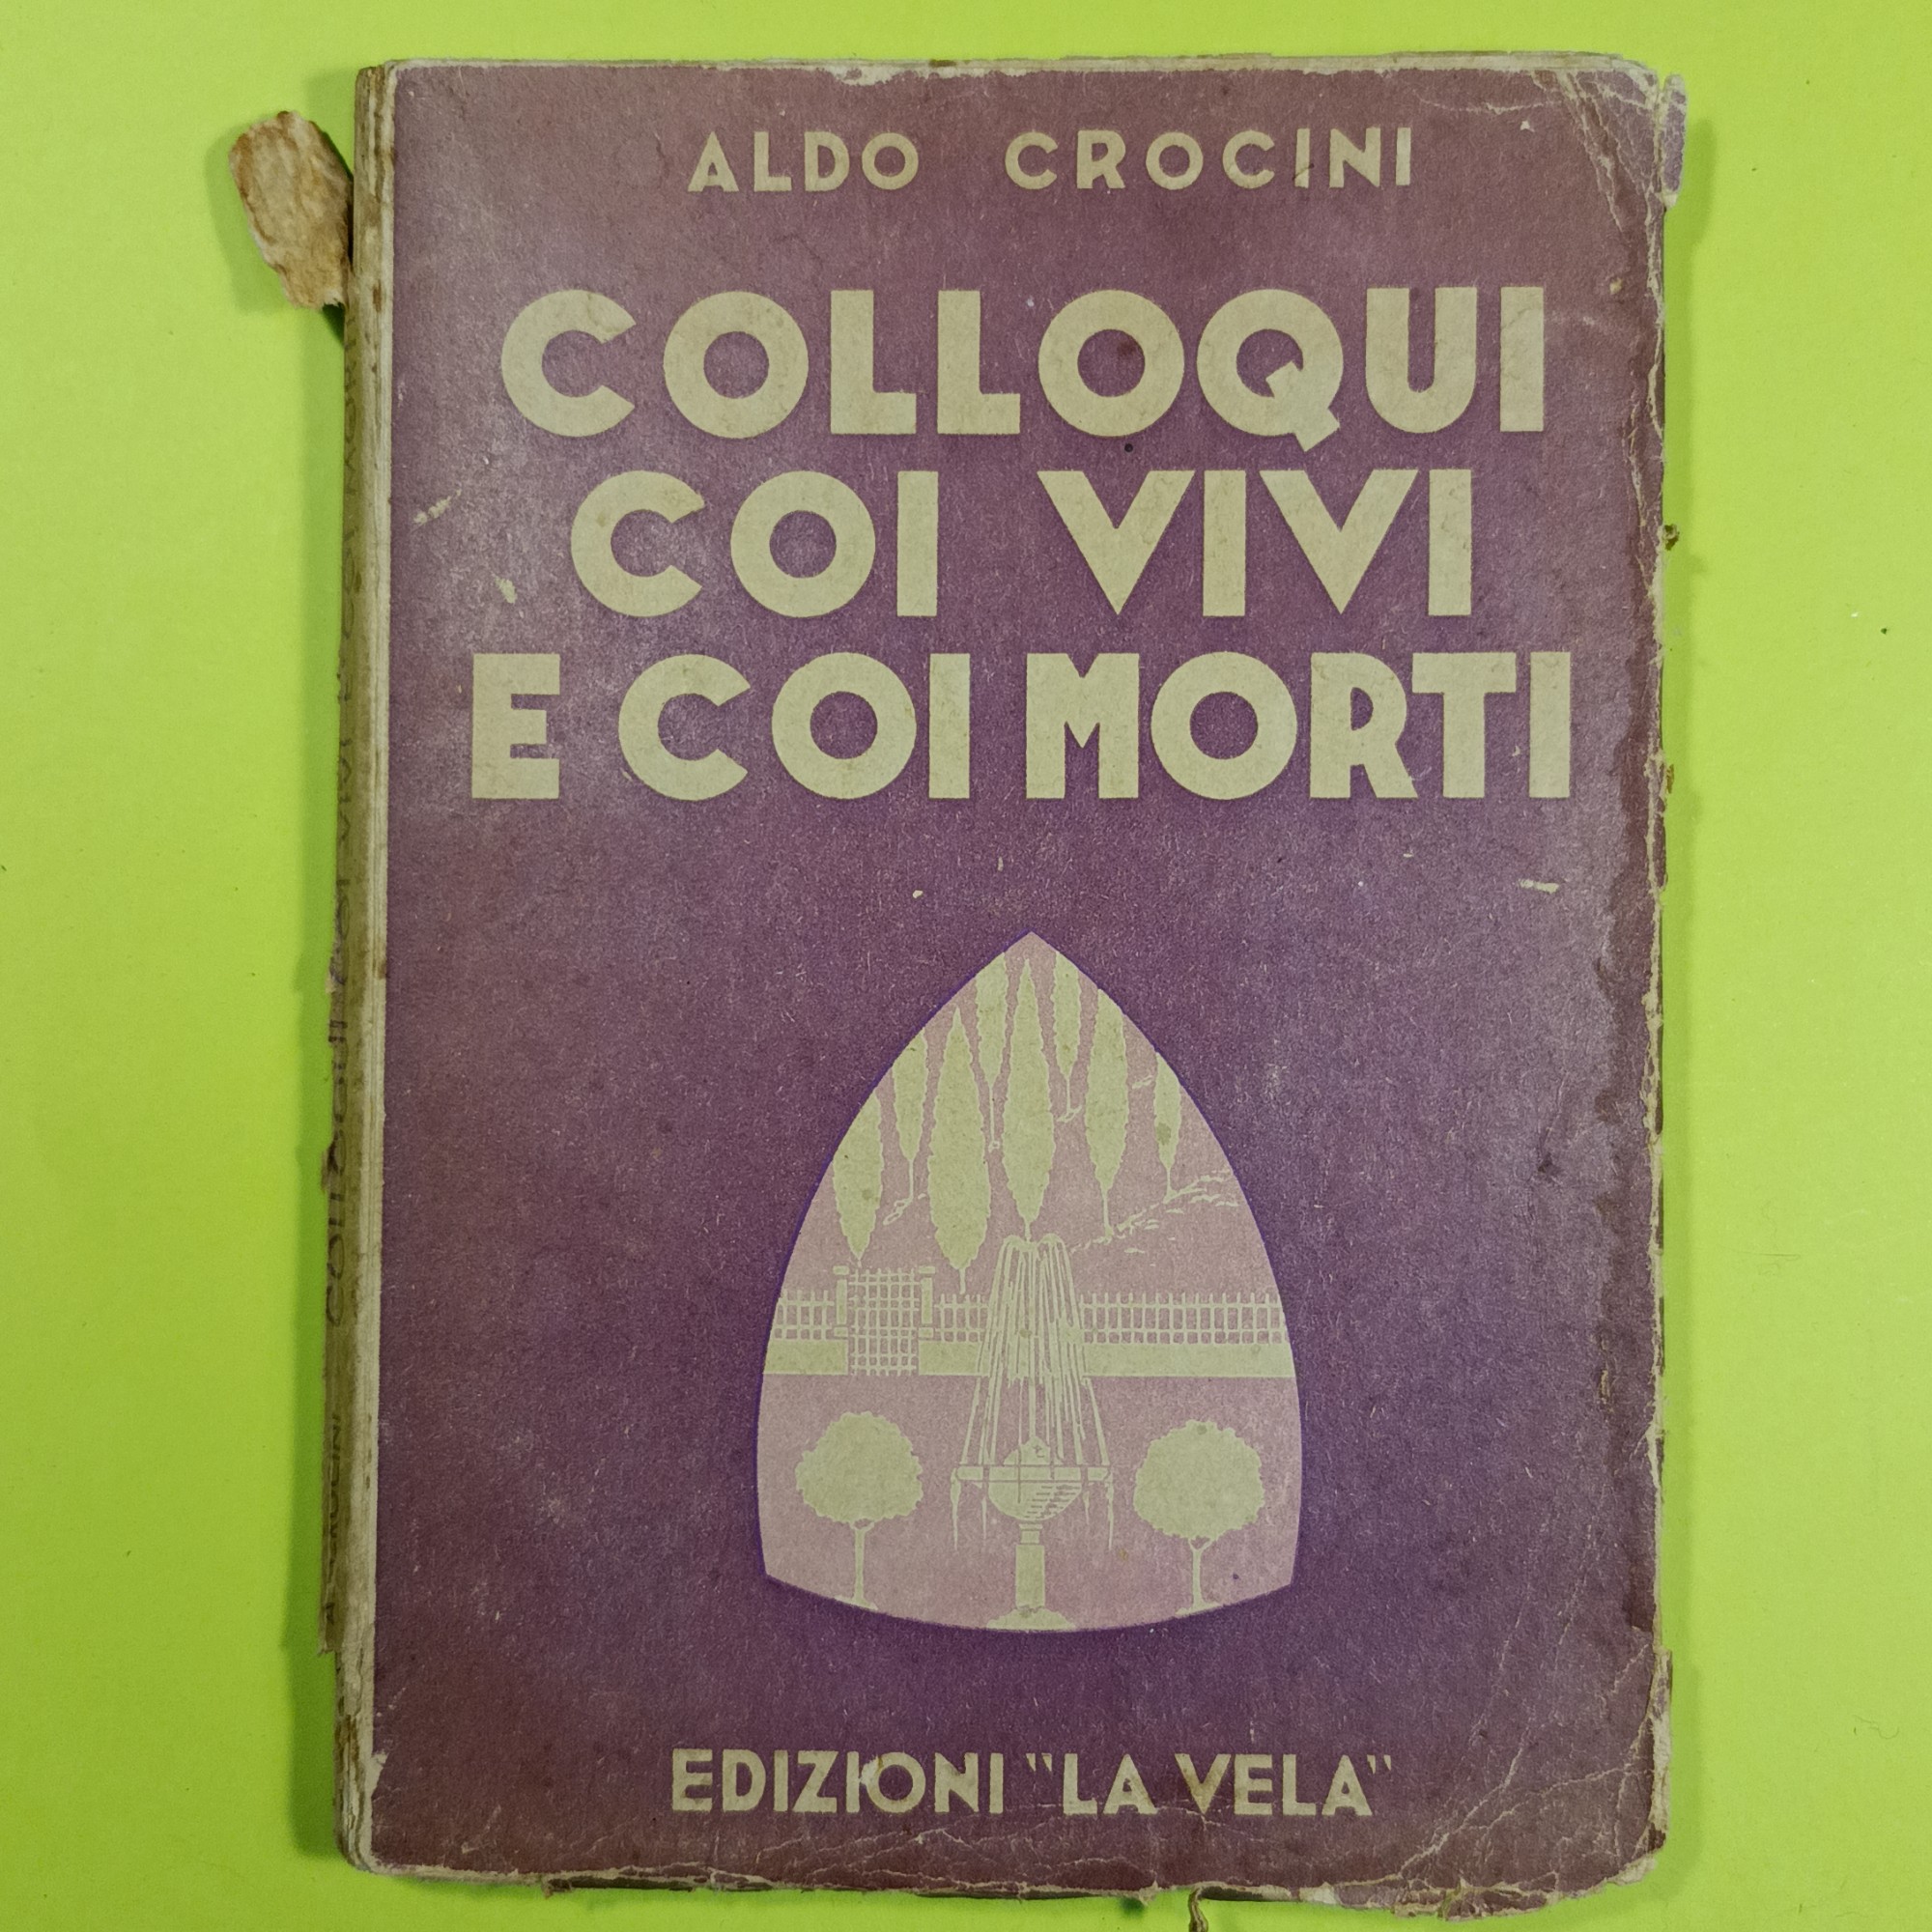 ALDO CROCINI
COLLOQUI
COI VIVI
E COI MORTI
EDIZIONI "LA VELA"